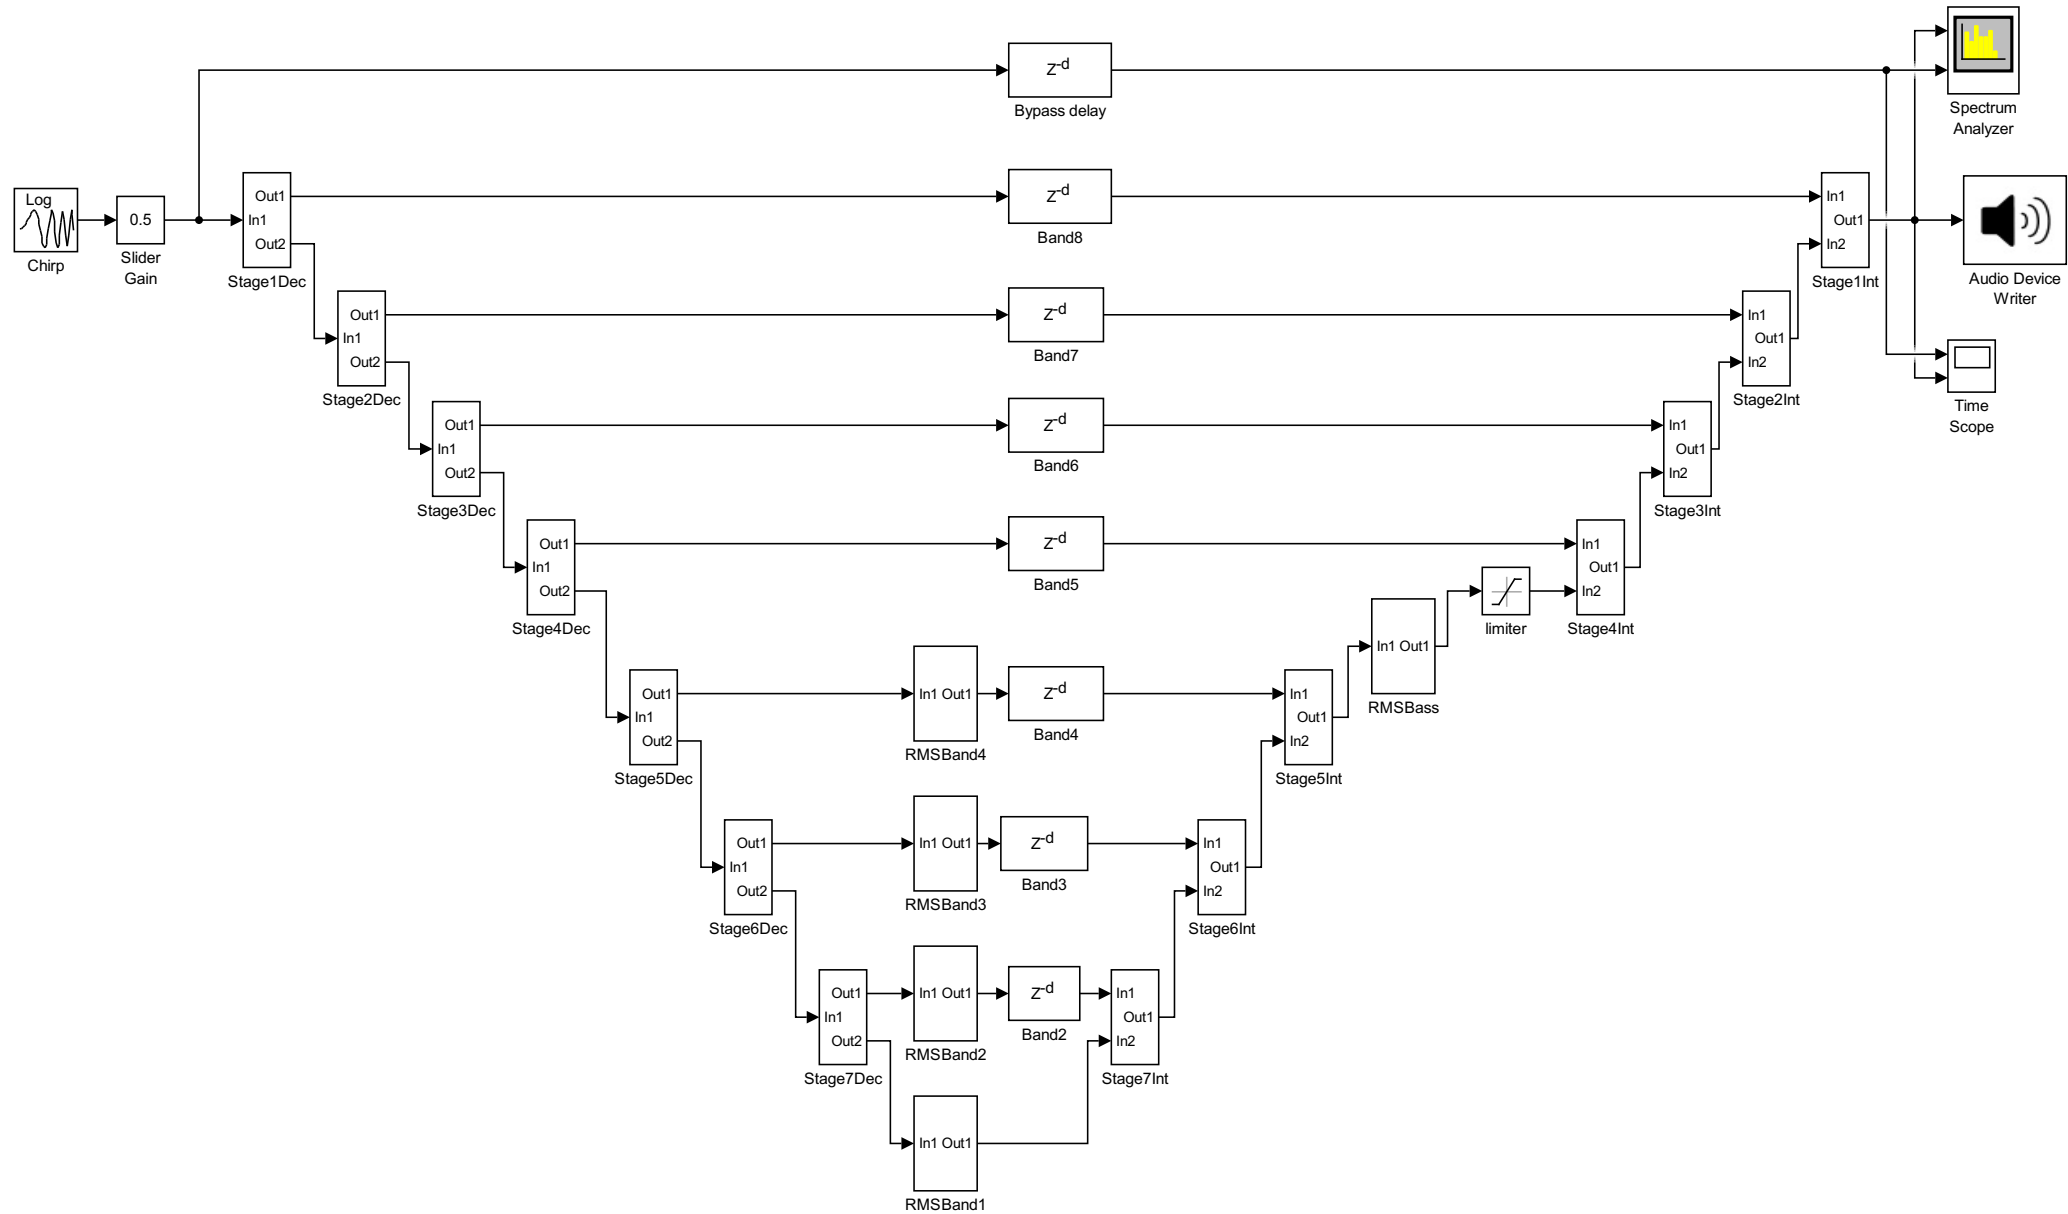 z-d
Bypass delay
Spectrum
Analyzer
Log
Chirp
0.5
Slider
Gain
Out1
In1
Out2
Stage1Dec
z-d
Band8
In1
Out1
In2
Stage1Int
Audio Device
Writer
Out1
In1
Out2
Stage2Dec
z-d
Band7
In1
Out1
In2
Stage2Int
Time
Scope
Out1
In1
Out2
Stage3Dec
z-d
Band6
In1
Out1
In2
Stage3Int
Out1
In1
Out2
Stage4Dec
z-d
Band5
In1
Out1
In2
Stage4Int
limiter
In1 Out1
RMSBass
Out1
In1
Out2
Stage5Dec
In1 Out1
RMSBand4
z-d
Band4
In1
Out1
In2
Stage5Int
Out1
In1
Out2
Stage6Dec
In1 Out1
RMSBand3
z-d
Band3
In1
Out1
In2
Stage6Int
Out1
In1
Out2
Stage7Dec
In1 Out1
RMSBand2
z-d
Band2
In1
Out1
In2
Stage7Int
In1 Out1
RMSBand1